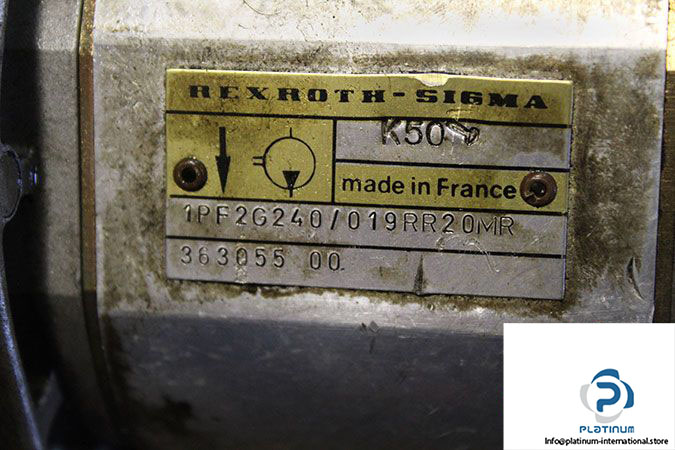 REXROTH-SIGMA
K50
made in France
1PF2G240/019RR20MR
363055 00
PLATINUM
Info@platinum-international.store